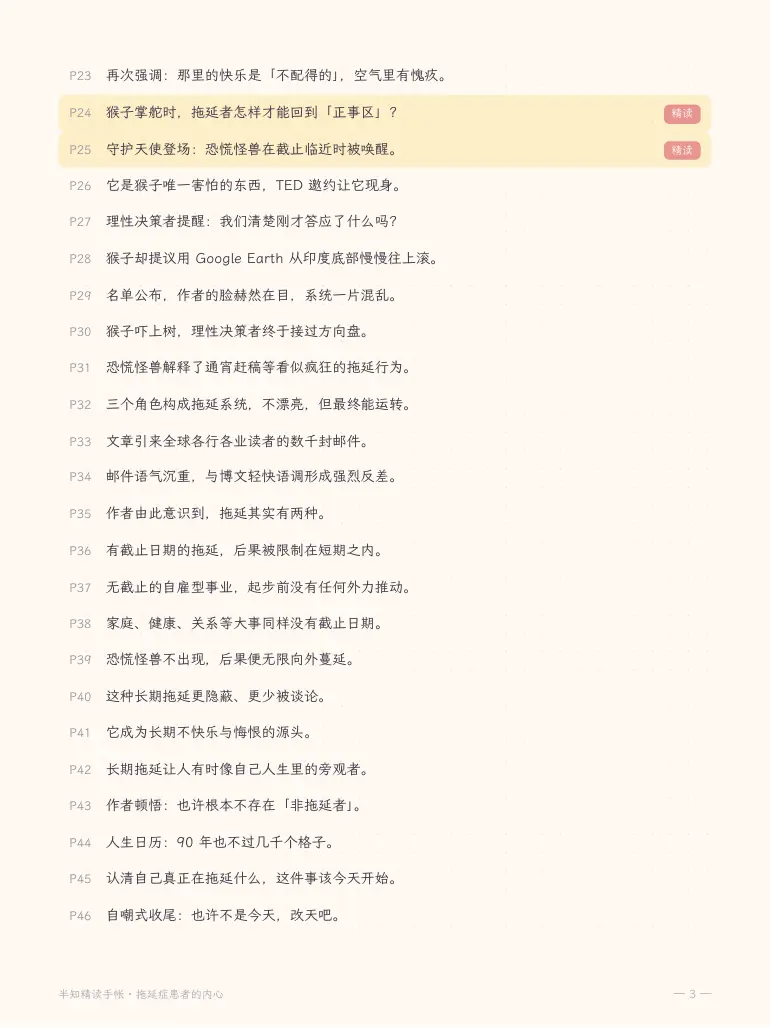 P23 再次强调：那里的快乐是「不配得的」，空气里有愧疚。
P24 猴子掌舵时，拖延者怎样才能回到「正事区」？ 精读
P25 守护天使登场：恐慌怪兽在截止临近时被唤醒。 精读
P26 它是猴子唯一害怕的东西，TED 邀约让它现身。
P27 理性决策者提醒：我们清楚刚才答应了什么吗？
P28 猴子却提议用 Google Earth 从印度底部慢慢往上滚。
P29 名单公布，作者的脸赫然在目，系统一片混乱。
P30 猴子吓上树，理性决策者终于接过方向盘。
P31 恐慌怪兽解释了通宵赶稿等看似疯狂的拖延行为。
P32 三个角色构成拖延系统，不漂亮，但最终能运转。
P33 文章引来全球各行各业读者的数千封邮件。
P34 邮件语气沉重，与博文轻快语调形成强烈反差。
P35 作者由此意识到，拖延其实有两种。
P36 有截止日期的拖延，后果被限制在短期之内。
P37 无截止的自雇型事业，起步前没有任何外力推动。
P38 家庭、健康、关系等大事同样没有截止日期。
P39 恐慌怪兽不出现，后果便无限向外蔓延。
P40 这种长期拖延更隐蔽、更少被谈论。
P41 它成为长期不快乐与悔恨的源头。
P42 长期拖延让人有时像自己人生里的旁观者。
P43 作者顿悟：也许根本不存在「非拖延者」。
P44 人生日历：90 年也不过几千个格子。
P45 认清自己真正在拖延什么，这件事该今天开始。
P46 自嘲式收尾：也许不是今天，改天吧。
半知精读手帐·拖延症患者的内心 — 3 —